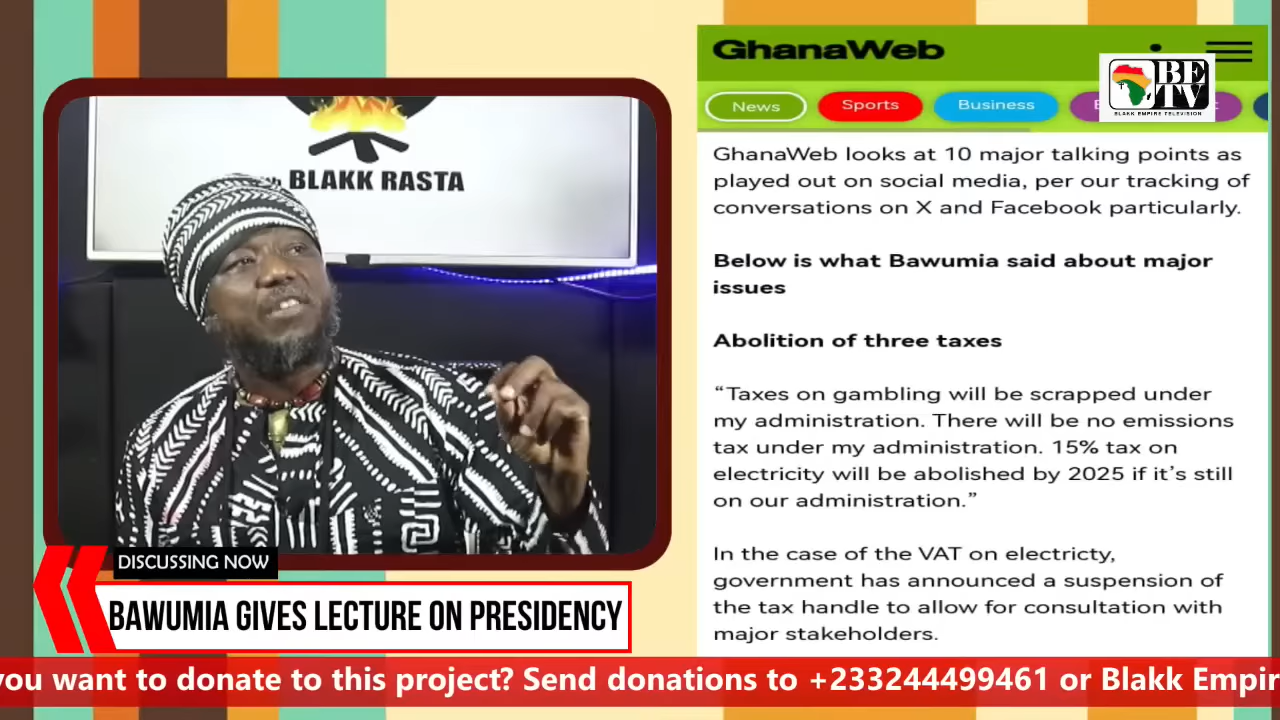 BLAKK RASTA
DISCUSSING NOW
BAWUMIA GIVES LECTURE ON PRESIDENCY
GhanaWeb
BE
TV
BLAKK EMPIRE TELEVISION
News
Sports
Business
GhanaWeb looks at 10 major talking points as
played out on social media, per our tracking of
conversations on X and Facebook particularly.
Below is what Bawumia said about major
issues
Abolition of three taxes
“Taxes on gambling will be scrapped under
my administration. There will be no emissions
tax under my administration. 15% tax on
electricity will be abolished by 2025 if it’s still
on our administration.”
In the case of the VAT on electricty,
government has announced a suspension of
the tax handle to allow for consultation with
major stakeholders.
you want to donate to this project? Send donations to +233244499461 or Blakk Empir